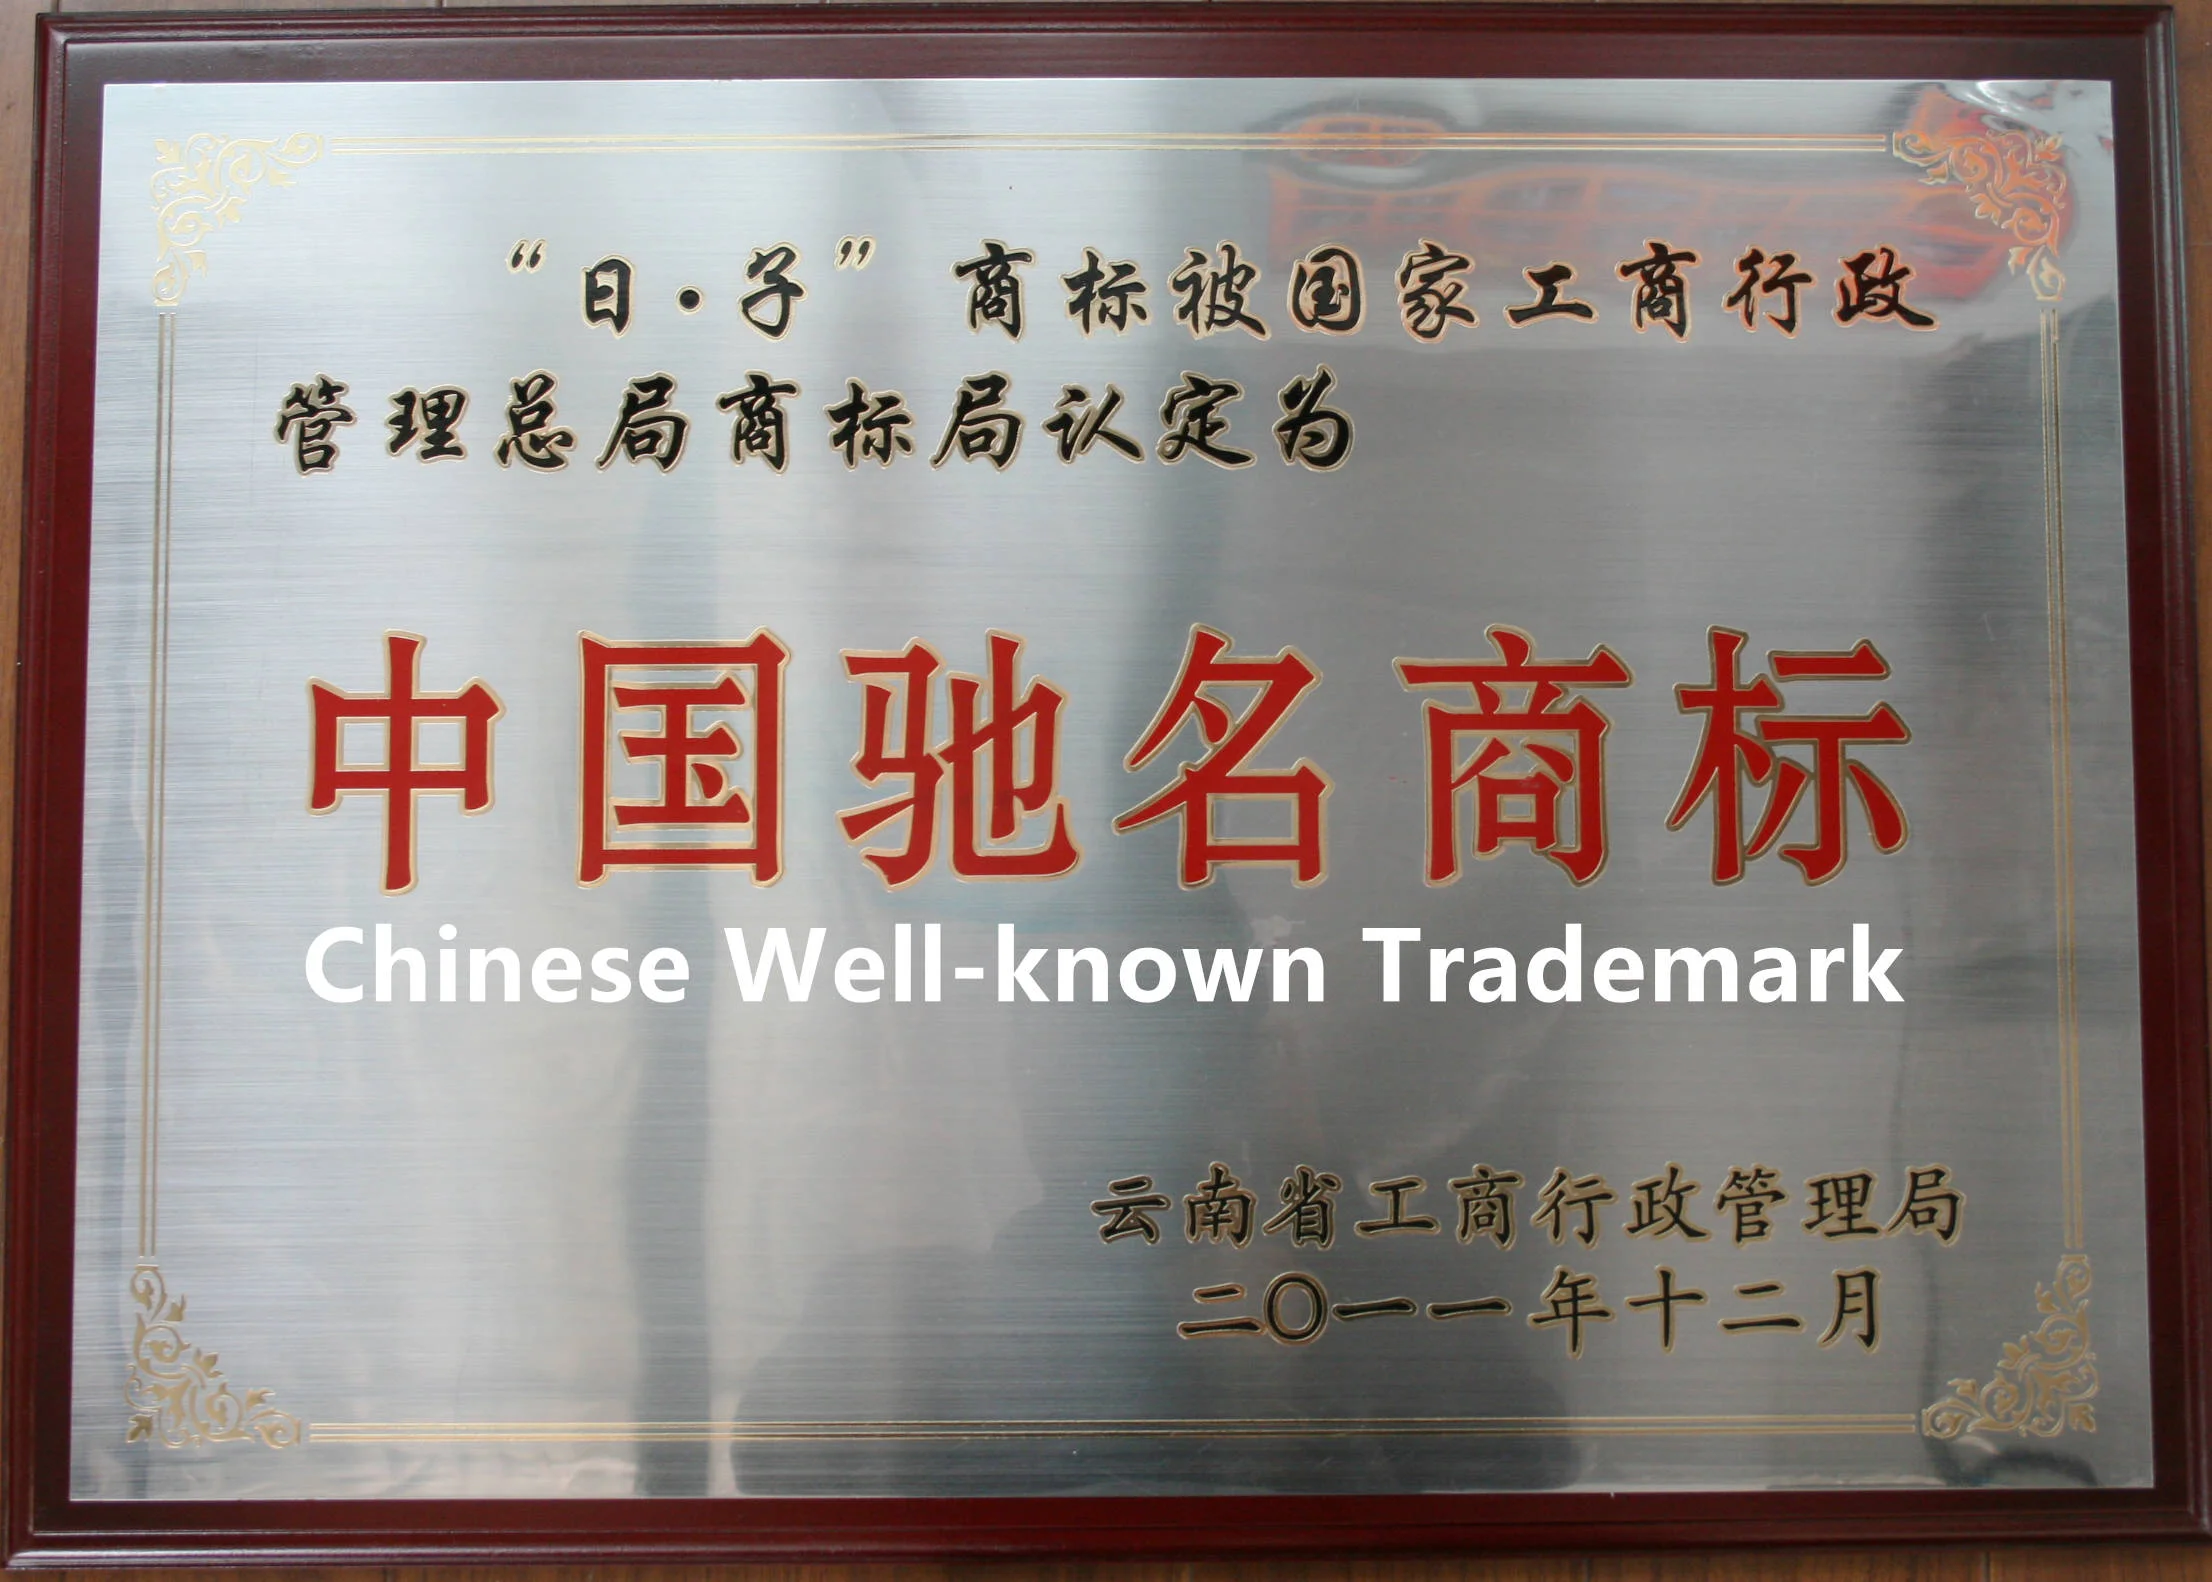 “日·子”商标被国家工商行政
管理总局商标局认定为
中国驰名商标
Chinese Well-known Trademark
云南省工商行政管理局
二〇一一年十二月